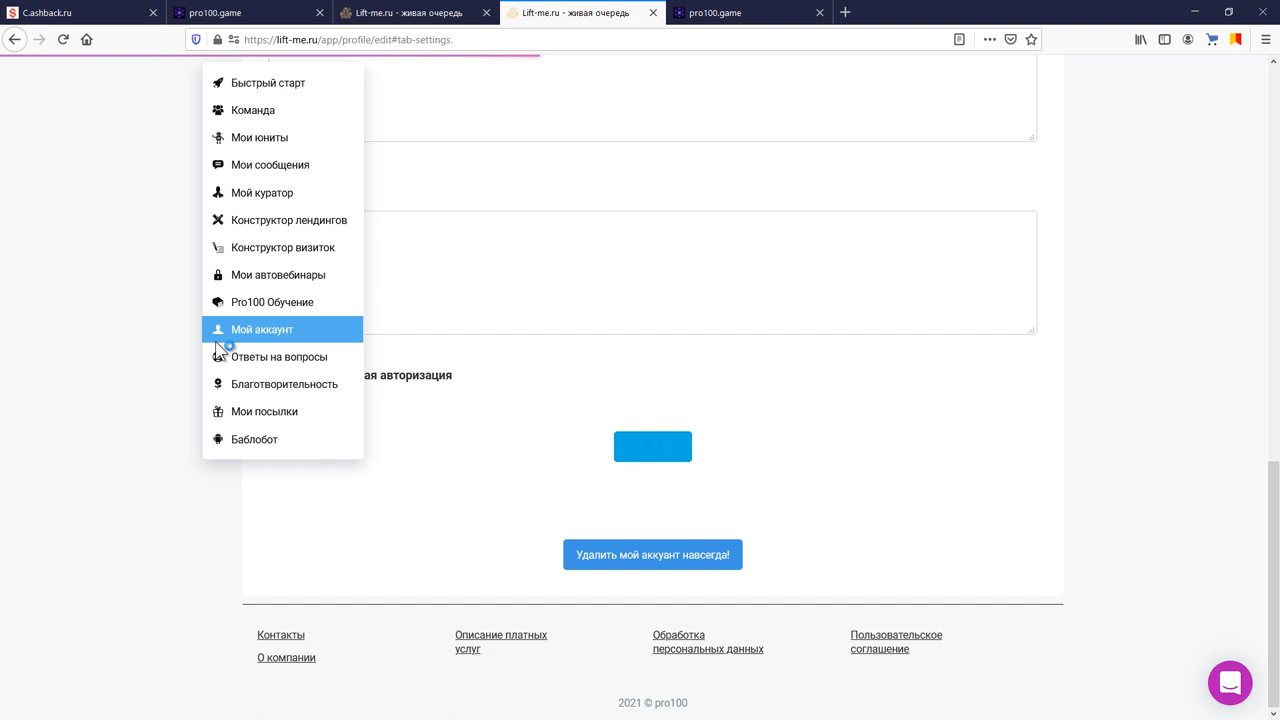 C.ashback.ru
pro100.game
Lift-me.ru - живая очередь
Lift-me.ru - живая очередь
pro100.game
https://lift-me.ru/app/profile/edit#tab-settings.
Быстрый старт
Команда
Мои юниты
Мои сообщения
Мой куратор
Конструктор лендингов
Конструктор визиток
Мои автовебинары
Pro100 Обучение
Мой аккаунт
Ответы на вопросы
Благотворительность
Мои посылки
Баблобот
ая авторизация
Удалить мой аккуант навсегда!
Контакты
О компании
Описание платных
услуг
Обработка
персональных данных
Пользовательское
соглашение
2021 © pro100